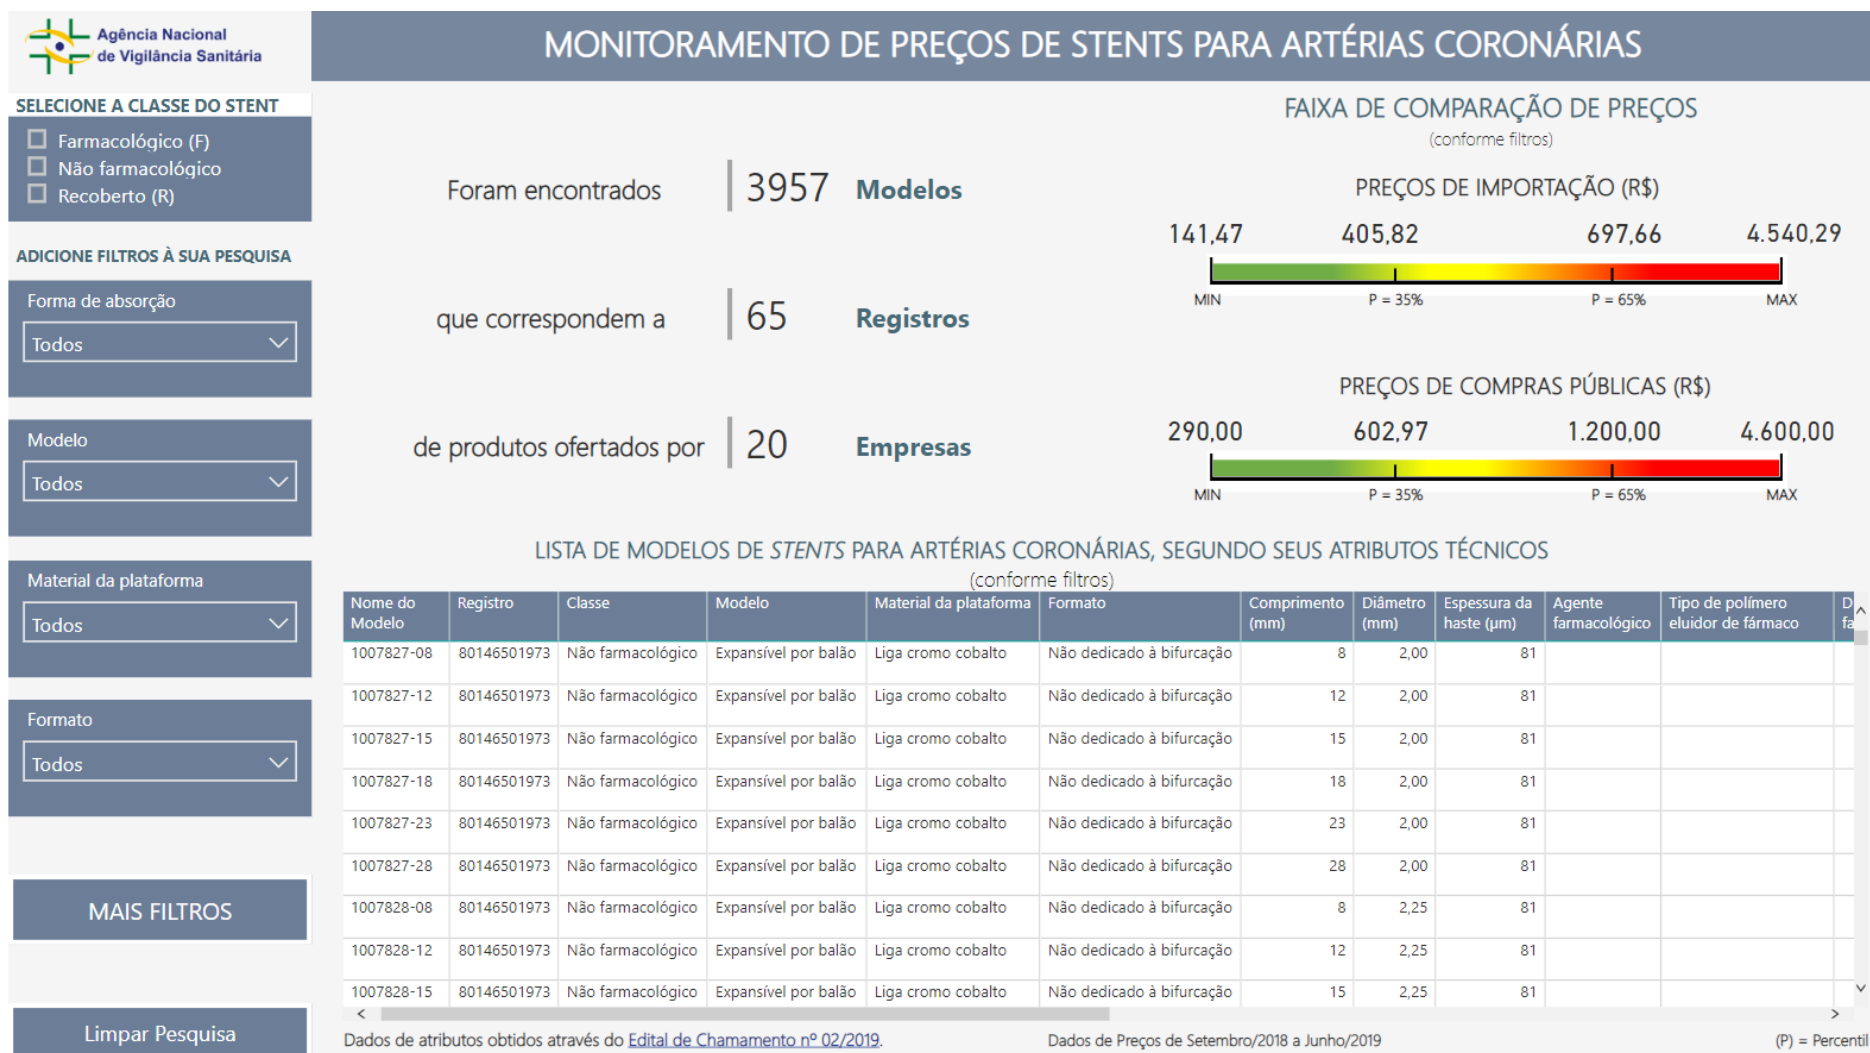 Agência Nacional
de Vigilância Sanitária
MONITORAMENTO DE PREÇOS DE STENTS PARA ARTÉRIAS CORONÁRIAS
SELECIONE A CLASSE DO STENT
Farmacológico (F)
Não farmacológico
Recoberto (R)
ADICIONE FILTROS À SUA PESQUISA
Forma de absorção
Todos
Modelo
Todos
Material da plataforma
Todos
Formato
Todos
MAIS FILTROS
Limpar Pesquisa
Foram encontrados 3957 Modelos
que correspondem a 65 Registros
de produtos ofertados por 20 Empresas
FAIXA DE COMPARAÇÃO DE PREÇOS
(conforme filtros)
PREÇOS DE IMPORTAÇÃO (R$)
141,47 405,82 697,66 4.540,29
MIN P = 35% P = 65% MAX
PREÇOS DE COMPRAS PÚBLICAS (R$)
290,00 602,97 1.200,00 4.600,00
MIN P = 35% P = 65% MAX
LISTA DE MODELOS DE STENTS PARA ARTÉRIAS CORONÁRIAS, SEGUNDO SEUS ATRIBUTOS TÉCNICOS
(conforme filtros)
Nome do Registro Classe Modelo Material da plataforma Formato Comprimento Diâmetro Espessura da Agente Tipo de polímero D
Modelo (mm) (mm) haste (µm) farmacológico eluidor de fármaco fa
1007827-08 80146501973 Não farmacológico Expansível por balão Liga cromo cobalto Não dedicado à bifurcação 8 2,00 81
1007827-12 80146501973 Não farmacológico Expansível por balão Liga cromo cobalto Não dedicado à bifurcação 12 2,00 81
1007827-15 80146501973 Não farmacológico Expansível por balão Liga cromo cobalto Não dedicado à bifurcação 15 2,00 81
1007827-18 80146501973 Não farmacológico Expansível por balão Liga cromo cobalto Não dedicado à bifurcação 18 2,00 81
1007827-23 80146501973 Não farmacológico Expansível por balão Liga cromo cobalto Não dedicado à bifurcação 23 2,00 81
1007827-28 80146501973 Não farmacológico Expansível por balão Liga cromo cobalto Não dedicado à bifurcação 28 2,00 81
1007828-08 80146501973 Não farmacológico Expansível por balão Liga cromo cobalto Não dedicado à bifurcação 8 2,25 81
1007828-12 80146501973 Não farmacológico Expansível por balão Liga cromo cobalto Não dedicado à bifurcação 12 2,25 81
1007828-15 80146501973 Não farmacológico Expansível por balão Liga cromo cobalto Não dedicado à bifurcação 15 2,25 81
Dados de atributos obtidos através do Edital de Chamamento nº 02/2019. Dados de Preços de Setembro/2018 a Junho/2019 (P) = Percentil